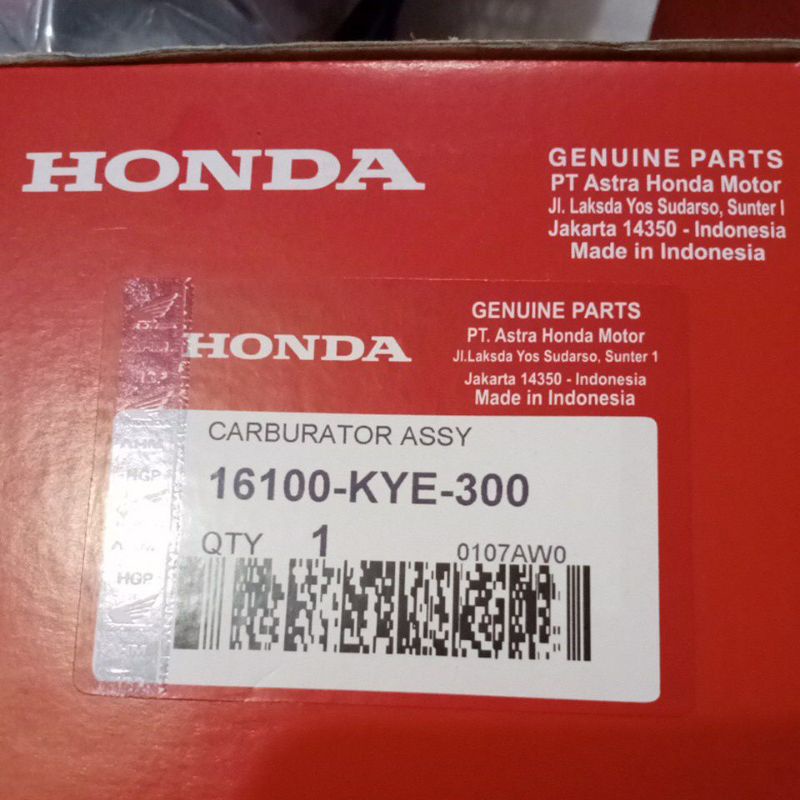 HONDA
GENUINE PARTS
PT Astra Honda Motor
Jl. Laksda Yos Sudarso, Sunter I
Jakarta 14350 - Indonesia
Made in Indonesia
HONDA
GENUINE PARTS
PT. Astra Honda Motor
Jl.Laksda Yos Sudarso, Sunter 1
Jakarta 14350 - Indonesia
Made in Indonesia
CARBURATOR ASSY
16100-KYE-300
QTY 1 0107AW0
AHM
HGP
HGP
AHM